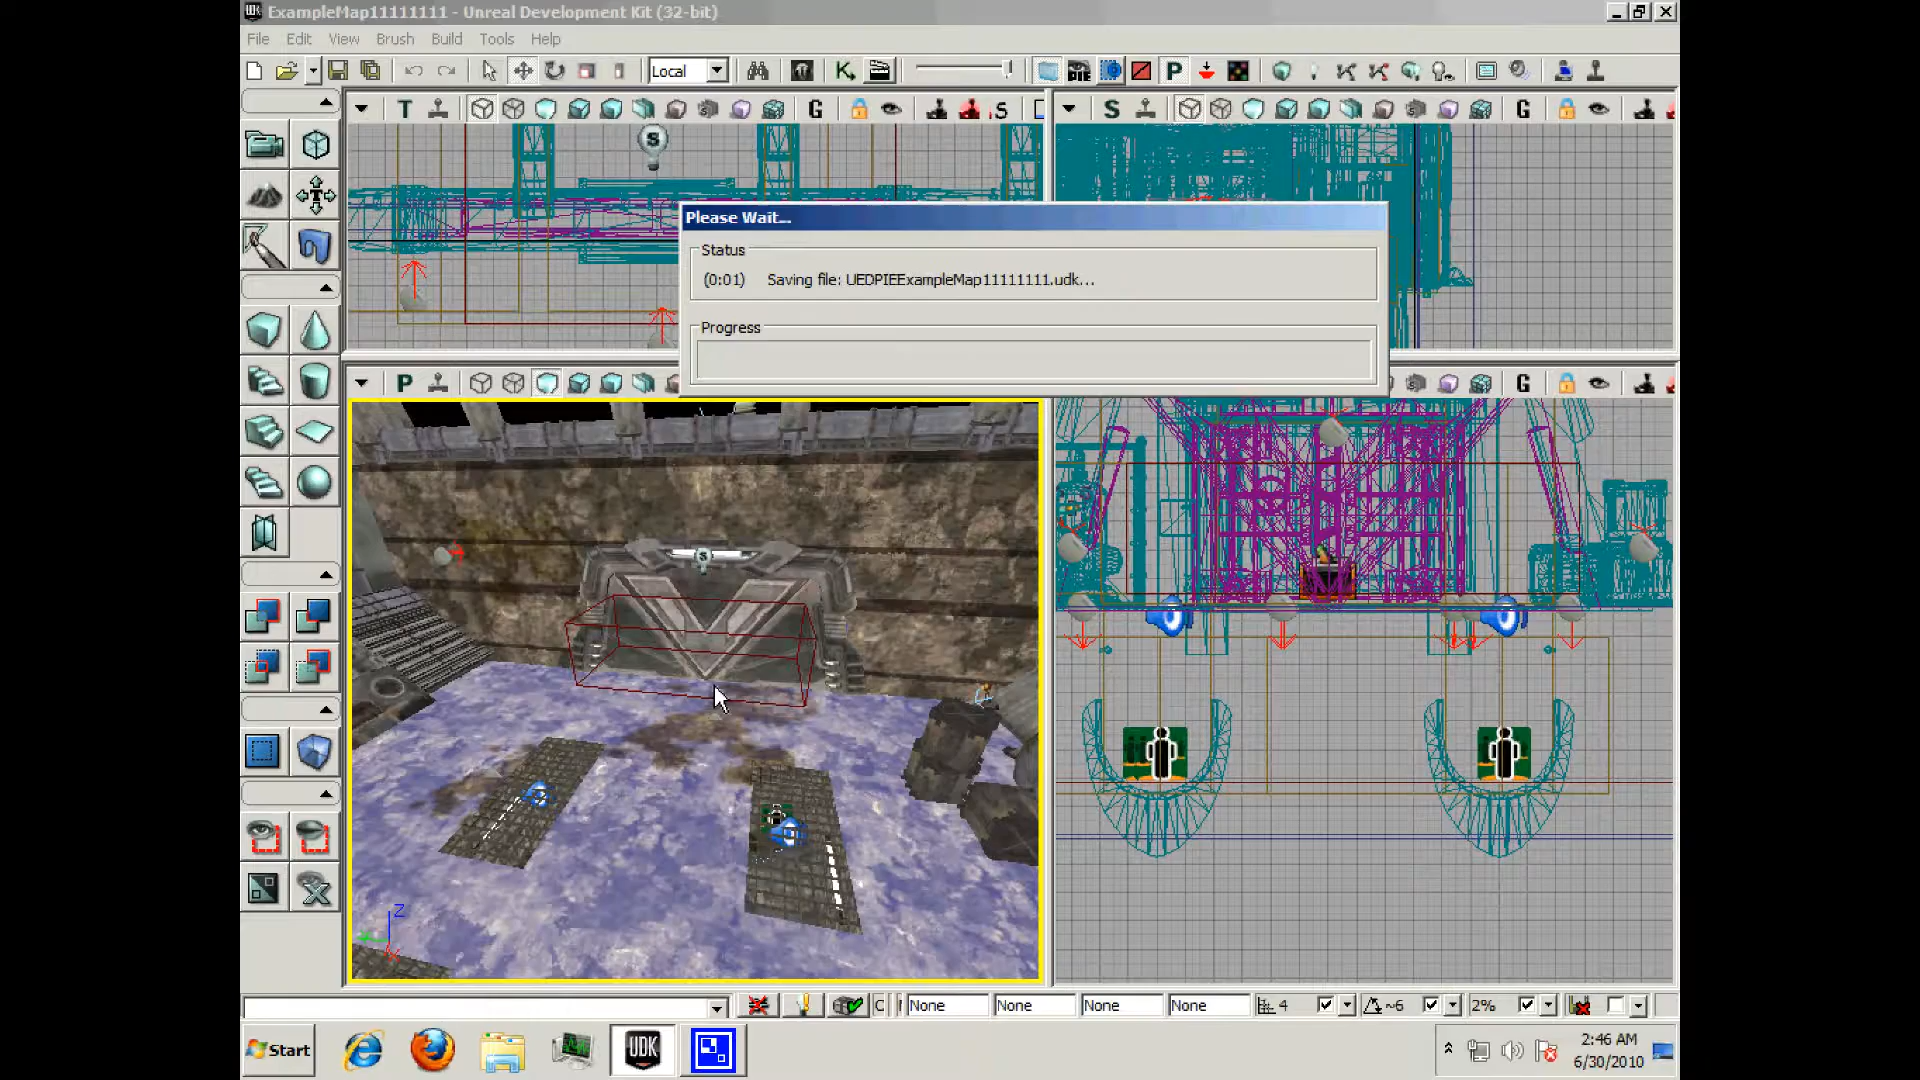 ExampleMap11111111 - Unreal Development Kit (32-bit)
File Edit View Brush Build Tools Help
Local
PIE
P
T
G
S
S
G
Please Wait...
Status
(0:01) Saving file: UEDPIEExampleMap11111111.udk...
Progress
P
G
S
S
Z
None None None None 4 ~6 2%
Start
UDK
2:46 AM
6/30/2010